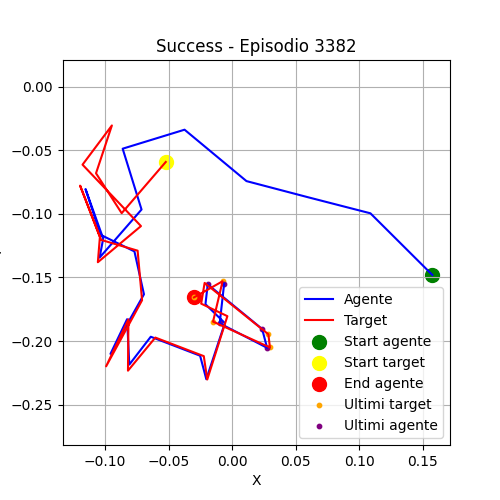 Success - Episodio 3382
0.00
−0.05
−0.10
−0.15
−0.20
−0.25
Agente
Target
Start agente
Start target
End agente
Ultimi target
Ultimi agente
−0.10
−0.05
0.00
0.05
0.10
0.15
X